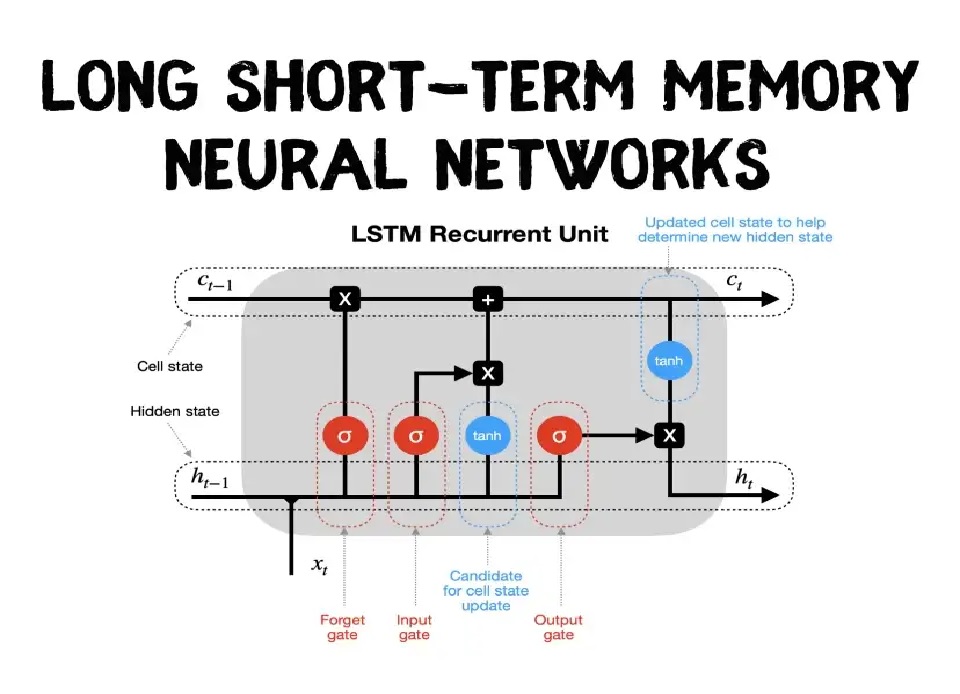 LONG SHORT-TERM MEMORY
NEURAL NETWORKS
LSTM Recurrent Unit
Updated cell state to help
determine new hidden state
c_{t-1}
c_t
X
+
Cell state
tanh
X
Hidden state
σ
σ
tanh
σ
X
h_{t-1}
h_t
x_t
Candidate
for cell state
update
Forget
gate
Input
gate
Output
gate